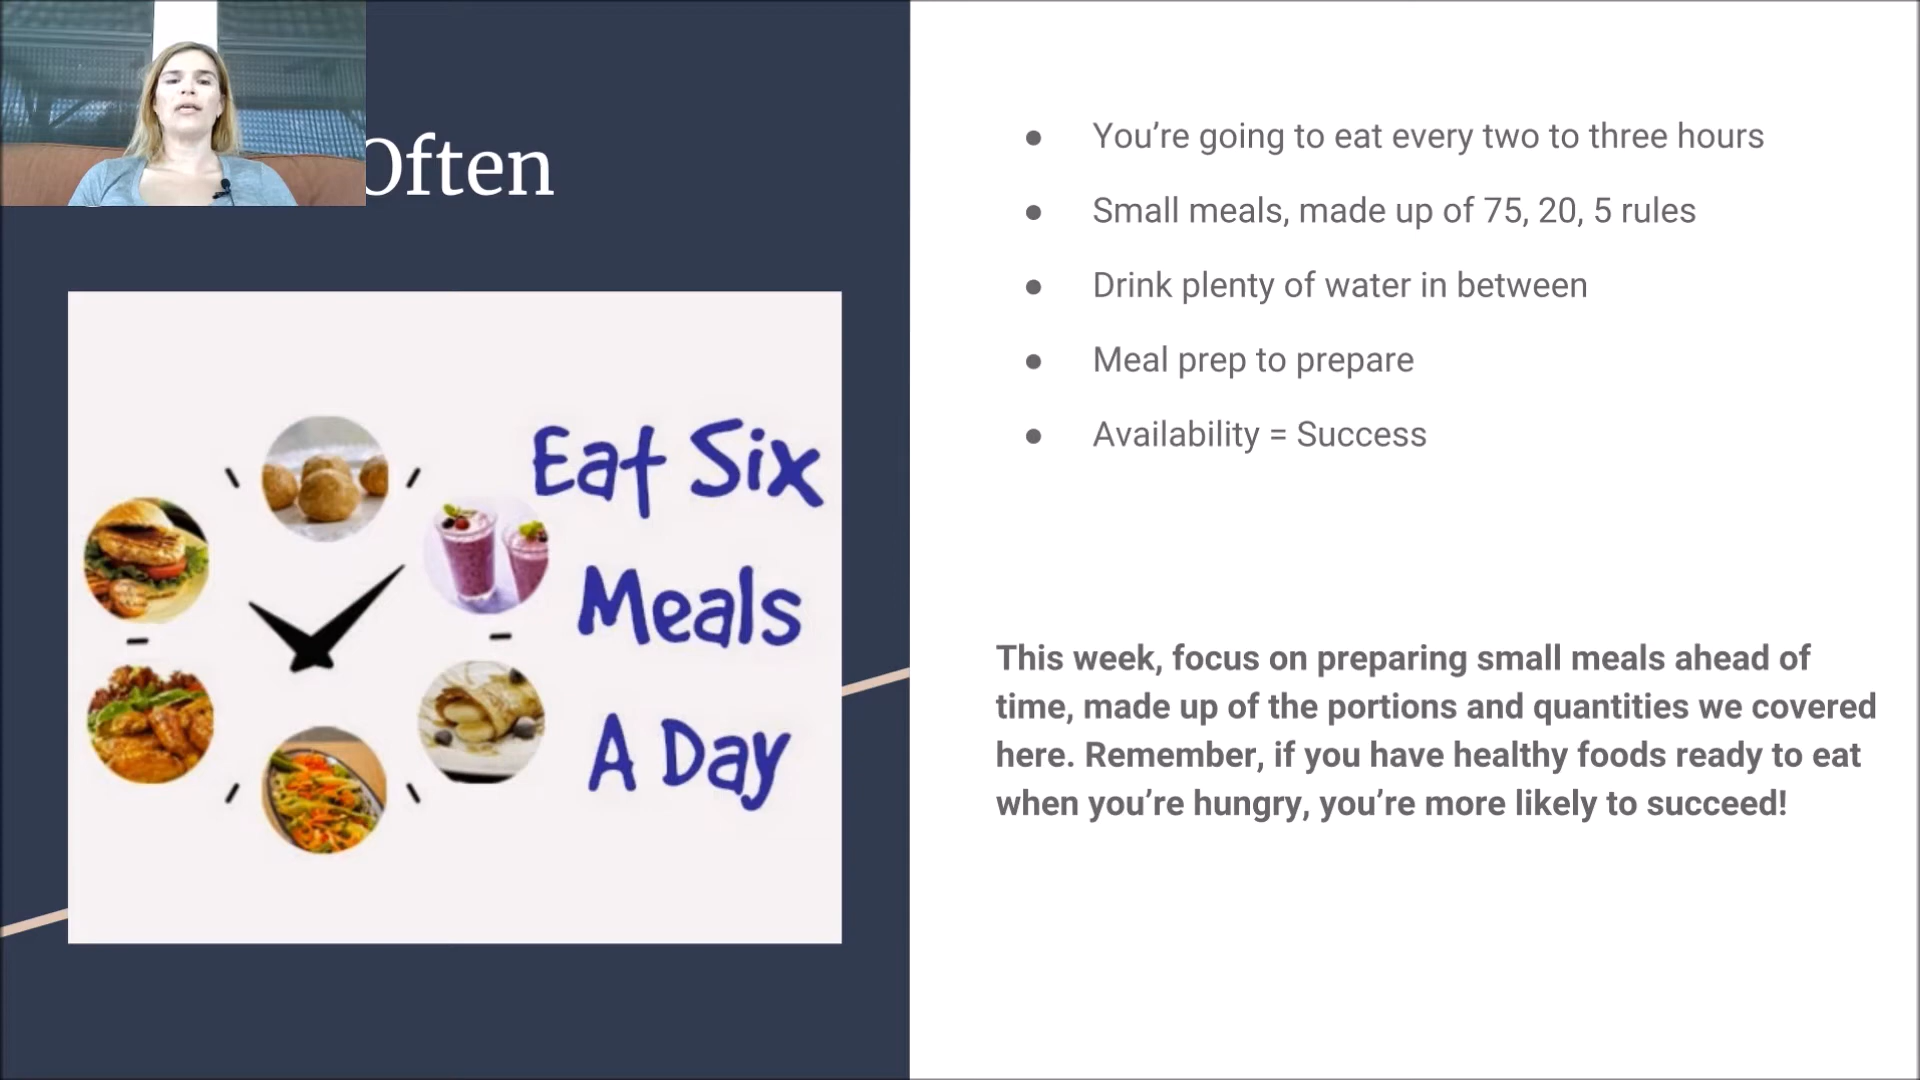 Often
Eat Six
Meals
A Day
● You’re going to eat every two to three hours
● Small meals, made up of 75, 20, 5 rules
● Drink plenty of water in between
● Meal prep to prepare
● Availability = Success
This week, focus on preparing small meals ahead of
time, made up of the portions and quantities we covered
here. Remember, if you have healthy foods ready to eat
when you’re hungry, you’re more likely to succeed!